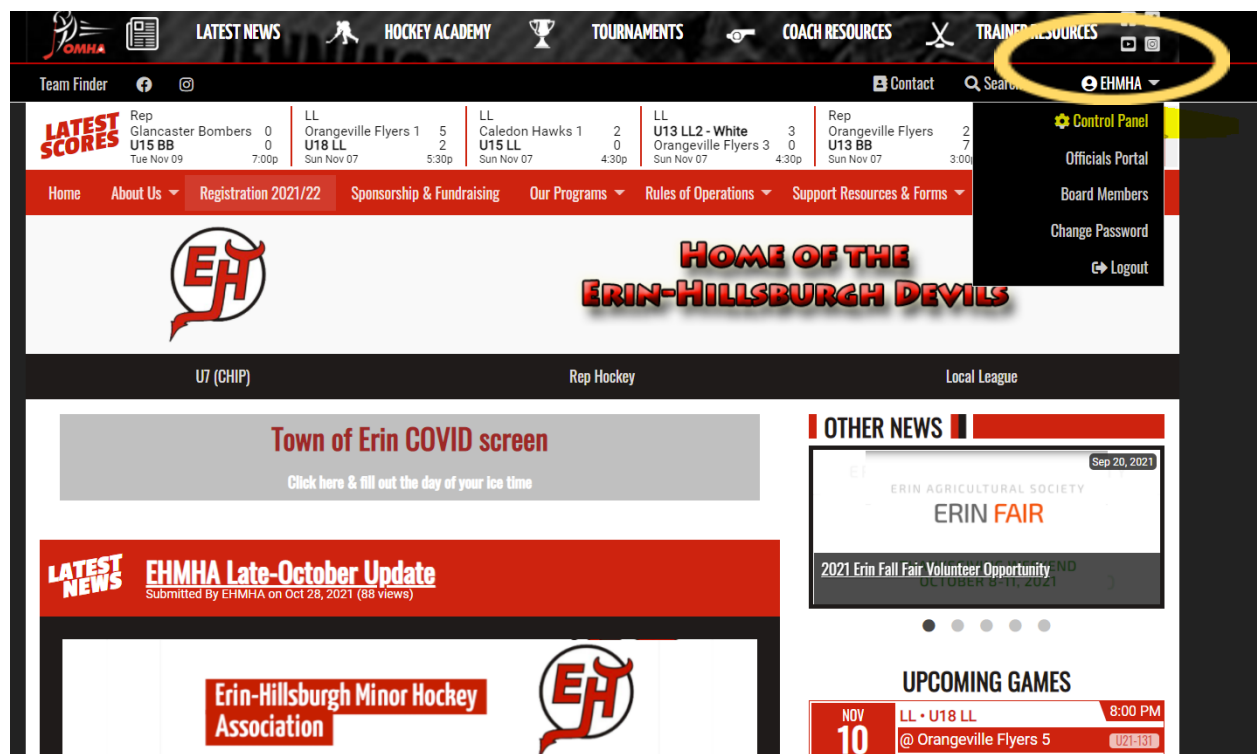 OMHA
LATEST NEWS
HOCKEY ACADEMY
TOURNAMENTS
COACH RESOURCES
TRAINER RESOURCES
Team Finder
Contact
Search
EHMHA
LATEST
SCORES
Rep
Glancaster Bombers 0
U15 BB 0
Tue Nov 09 7:00p
LL
Orangeville Flyers 1 5
U18 LL 2
Sun Nov 07 5:30p
LL
Caledon Hawks 1 2
U15 LL 0
Sun Nov 07 4:30p
LL
U13 LL2 - White 3
Orangeville Flyers 3 0
Sun Nov 07 4:30p
Rep
Orangeville Flyers 2
U13 BB 7
Sun Nov 07
Control Panel
Officials Portal
Board Members
Change Password
Logout
Home
About Us
Registration 2021/22
Sponsorship & Fundraising
Our Programs
Rules of Operations
Support Resources & Forms
EH
HOME OF THE
ERIN-HILLSBURGH DEVILS
U7 (CHIP)
Rep Hockey
Local League
Town of Erin COVID screen
Click here & fill out the day of your ice time
LATEST
NEWS
EHMHA Late-October Update
Submitted By EHMHA on Oct 28, 2021 (88 views)
Erin-Hillsburgh Minor Hockey
Association
EH
OTHER NEWS
Sep 20, 2021
ERIN AGRICULTURAL SOCIETY
ERIN FAIR
2021 Erin Fall Fair Volunteer Opportunity
OCTOBER 8-11, 2021
UPCOMING GAMES
NOV
10
LL • U18 LL
8:00 PM
@ Orangeville Flyers 5
U21-131